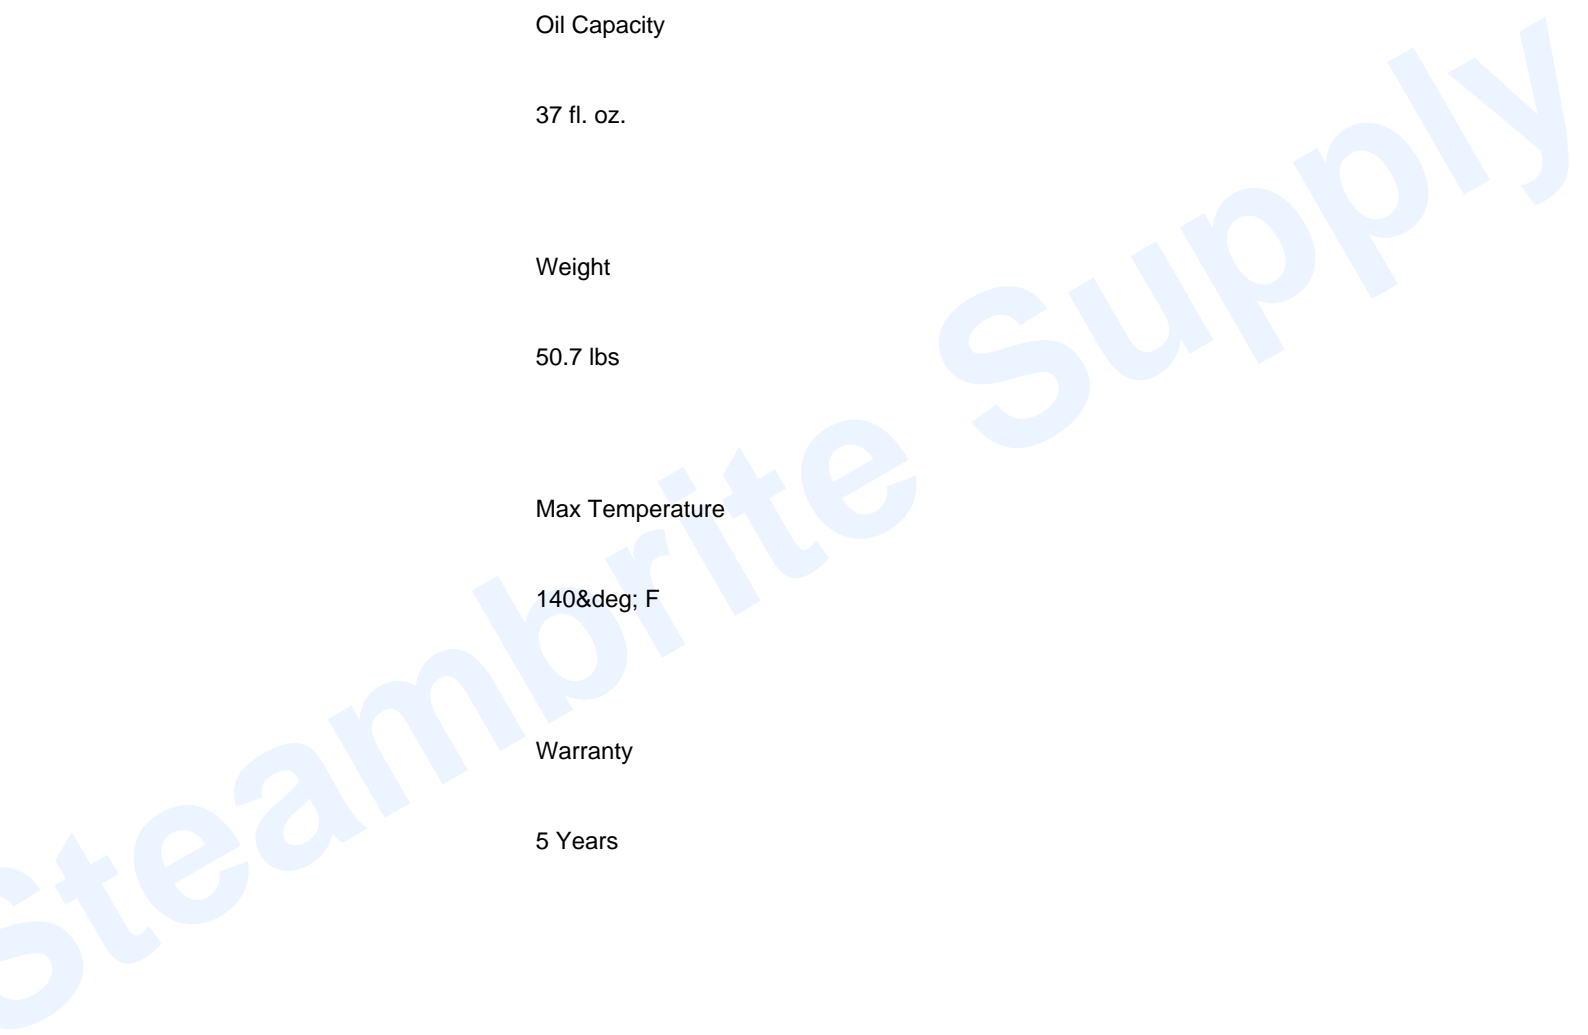 Oil Capacity
37 fl. oz.
Weight
50.7 lbs
Max Temperature
140&deg; F
Warranty
5 Years
Steambrite Supply